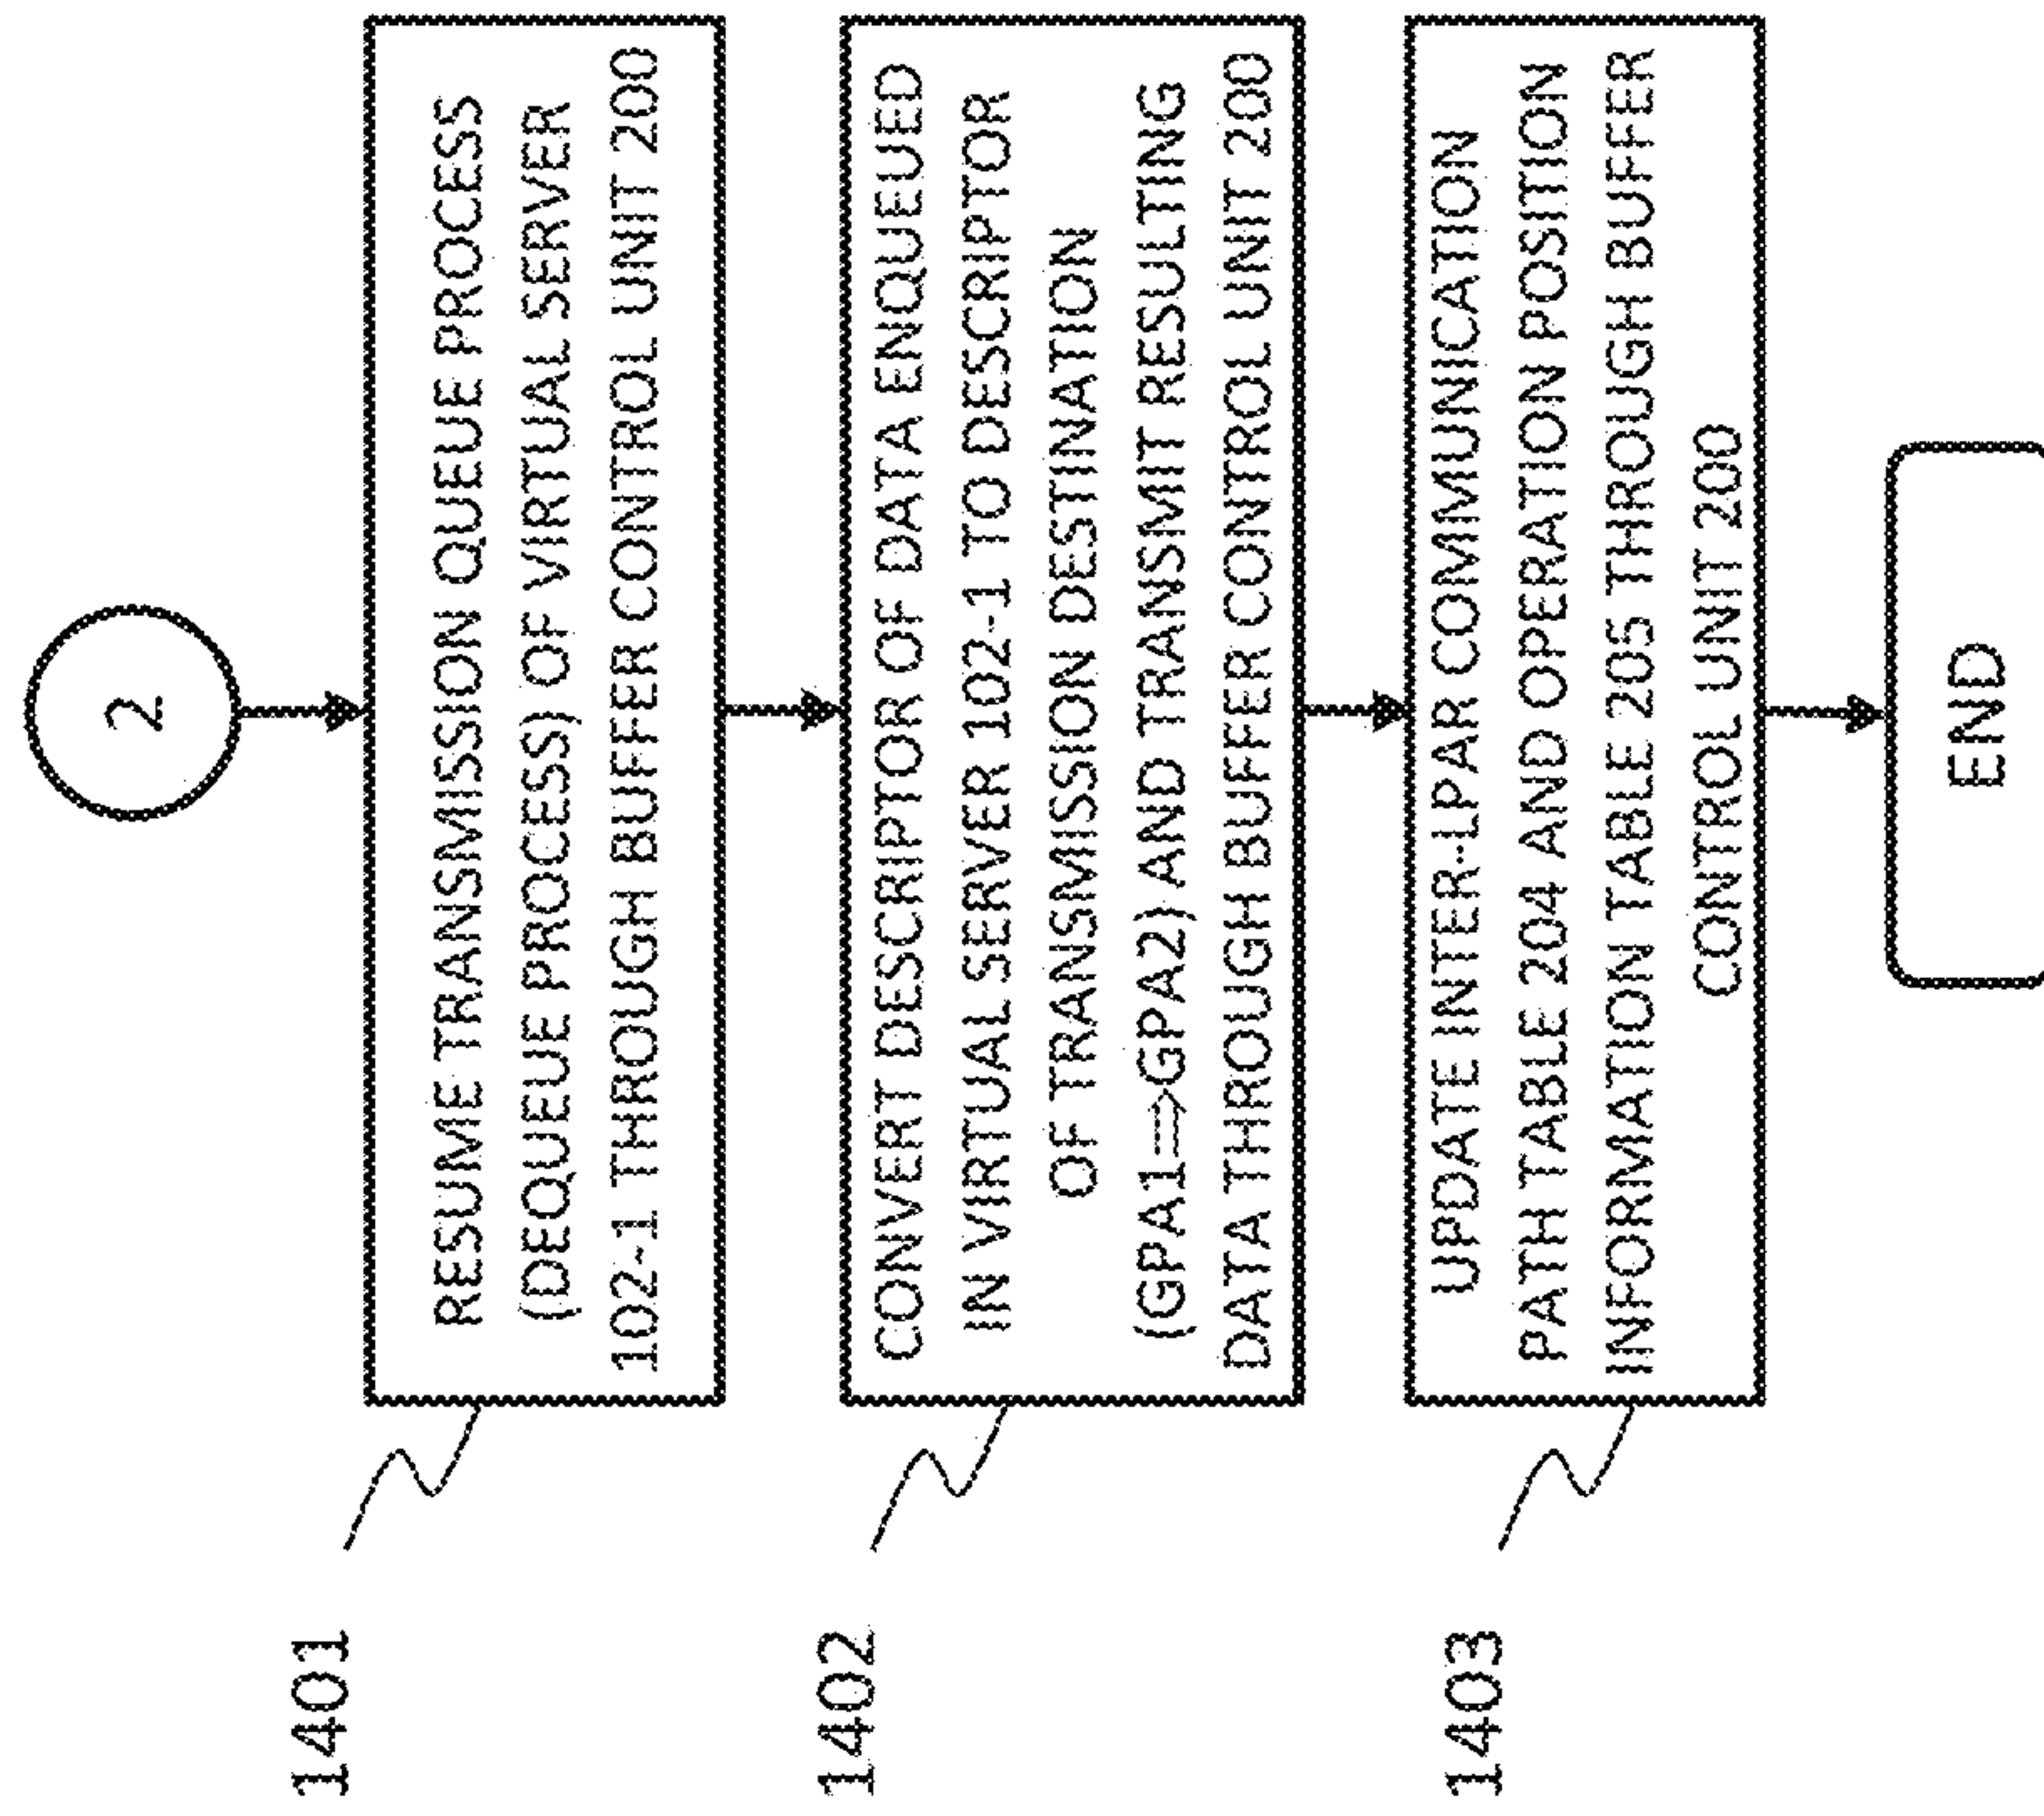 2
1401
RESUME TRANSMISSION QUEUE PROCESS
(DEQUEUE PROCESS) OF VIRTUAL SERVER
102-1 THROUGH BUFFER CONTROL UNIT 200
1402
CONVERT DESCRIPTOR OF DATA ENQUEUED
IN VIRTUAL SERVER 102-1 TO DESCRIPTOR
OF TRANSMISSION DESTINATION
(GPA1⇒GPA2) AND TRANSMIT RESULTING
DATA THROUGH BUFFER CONTROL UNIT 200
1403
UPDATE INTER-LPAR COMMUNICATION
PATH TABLE 204 AND OPERATION POSITION
INFORMATION TABLE 205 THROUGH BUFFER
CONTROL UNIT 200
END